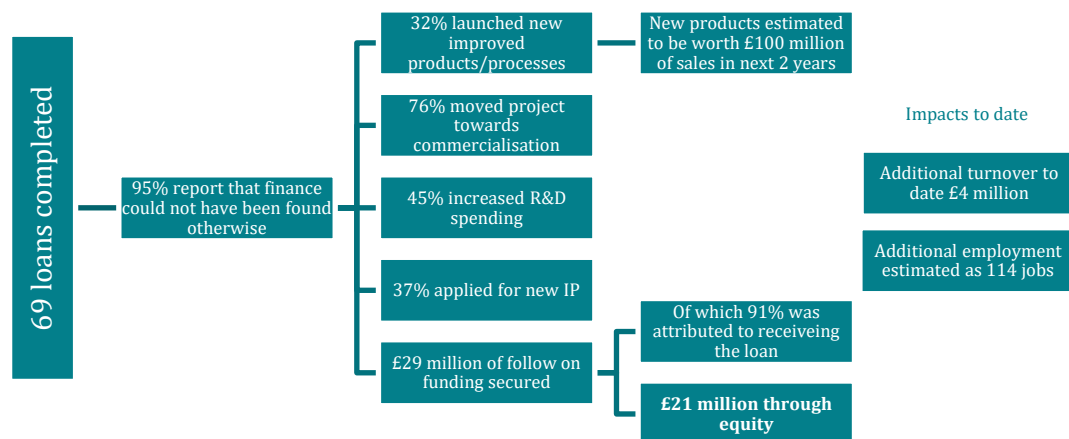 69 loans completed
95% report that finance
could not have been found
otherwise
32% launched new
improved
products/processes
New products estimated
to be worth £100 million
of sales in next 2 years
76% moved project
towards
commercialisation
45% increased R&D
spending
37% applied for new IP
£29 million of follow on
funding secured
Of which 91% was
attributed to receiveing
the loan
£21 million through
equity
Impacts to date
Additional turnover to
date £4 million
Additional employment
estimated as 114 jobs